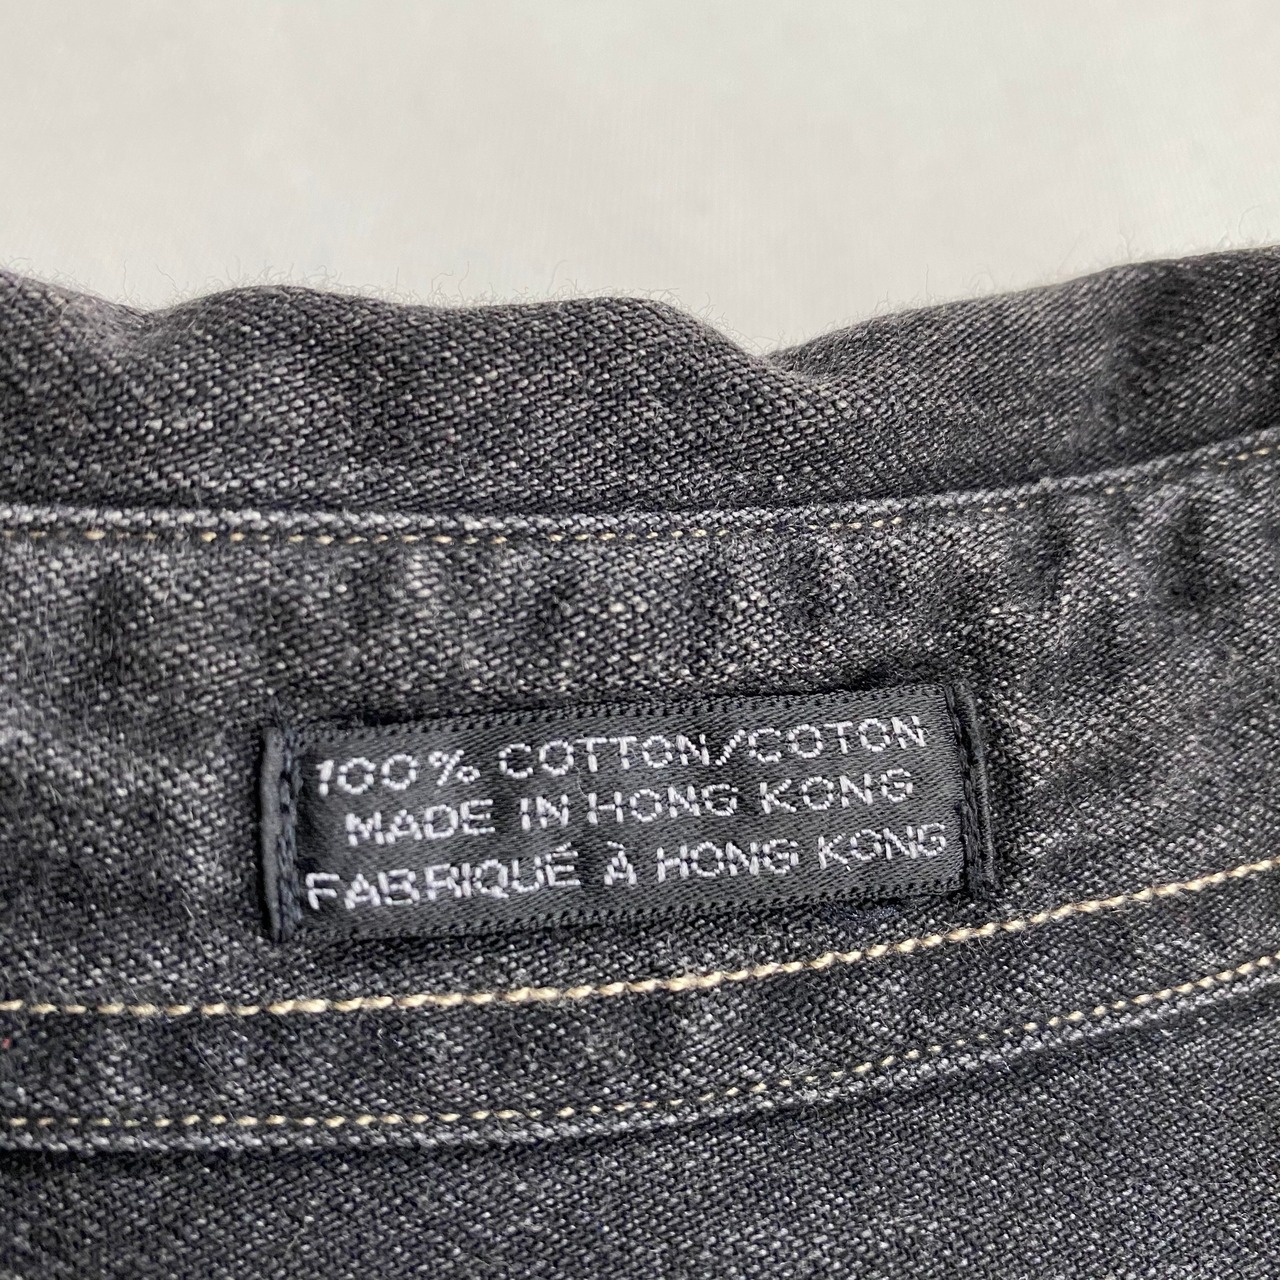 100% COTTON/COTON
MADE IN HONG KONG
FABRIQUÉ À HONG KONG